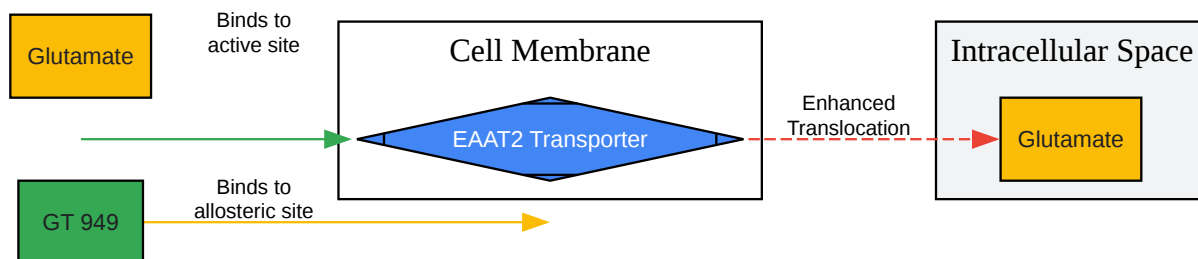 Glutamate
Binds to
active site
Cell Membrane
EAAT2 Transporter
Enhanced
Translocation
Intracellular Space
Glutamate
GT 949
Binds to
allosteric site